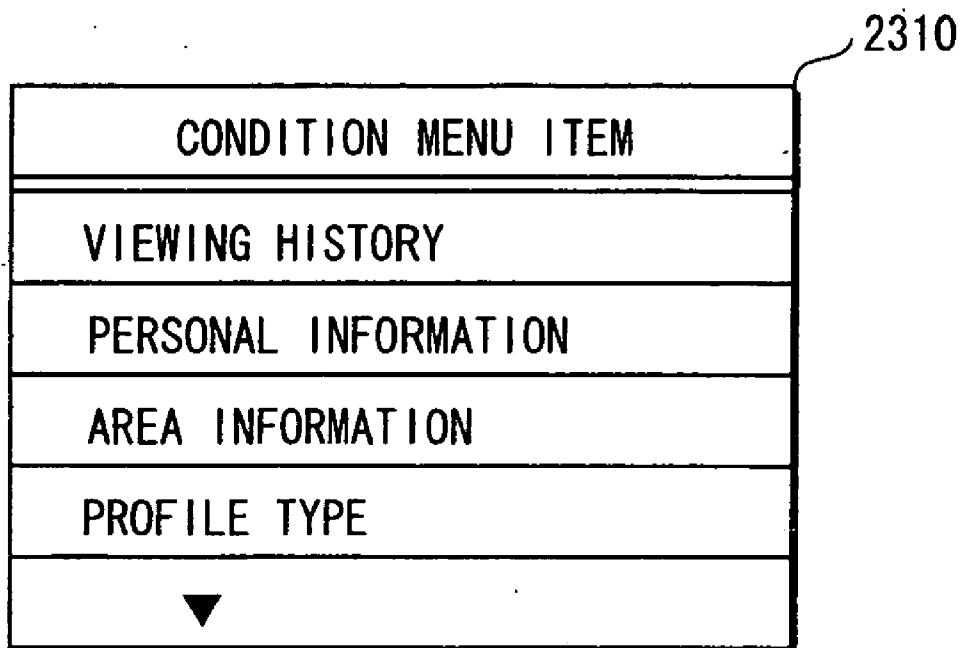 2310
CONDITION MENU ITEM
VIEWING HISTORY
PERSONAL INFORMATION
AREA INFORMATION
PROFILE TYPE
▼